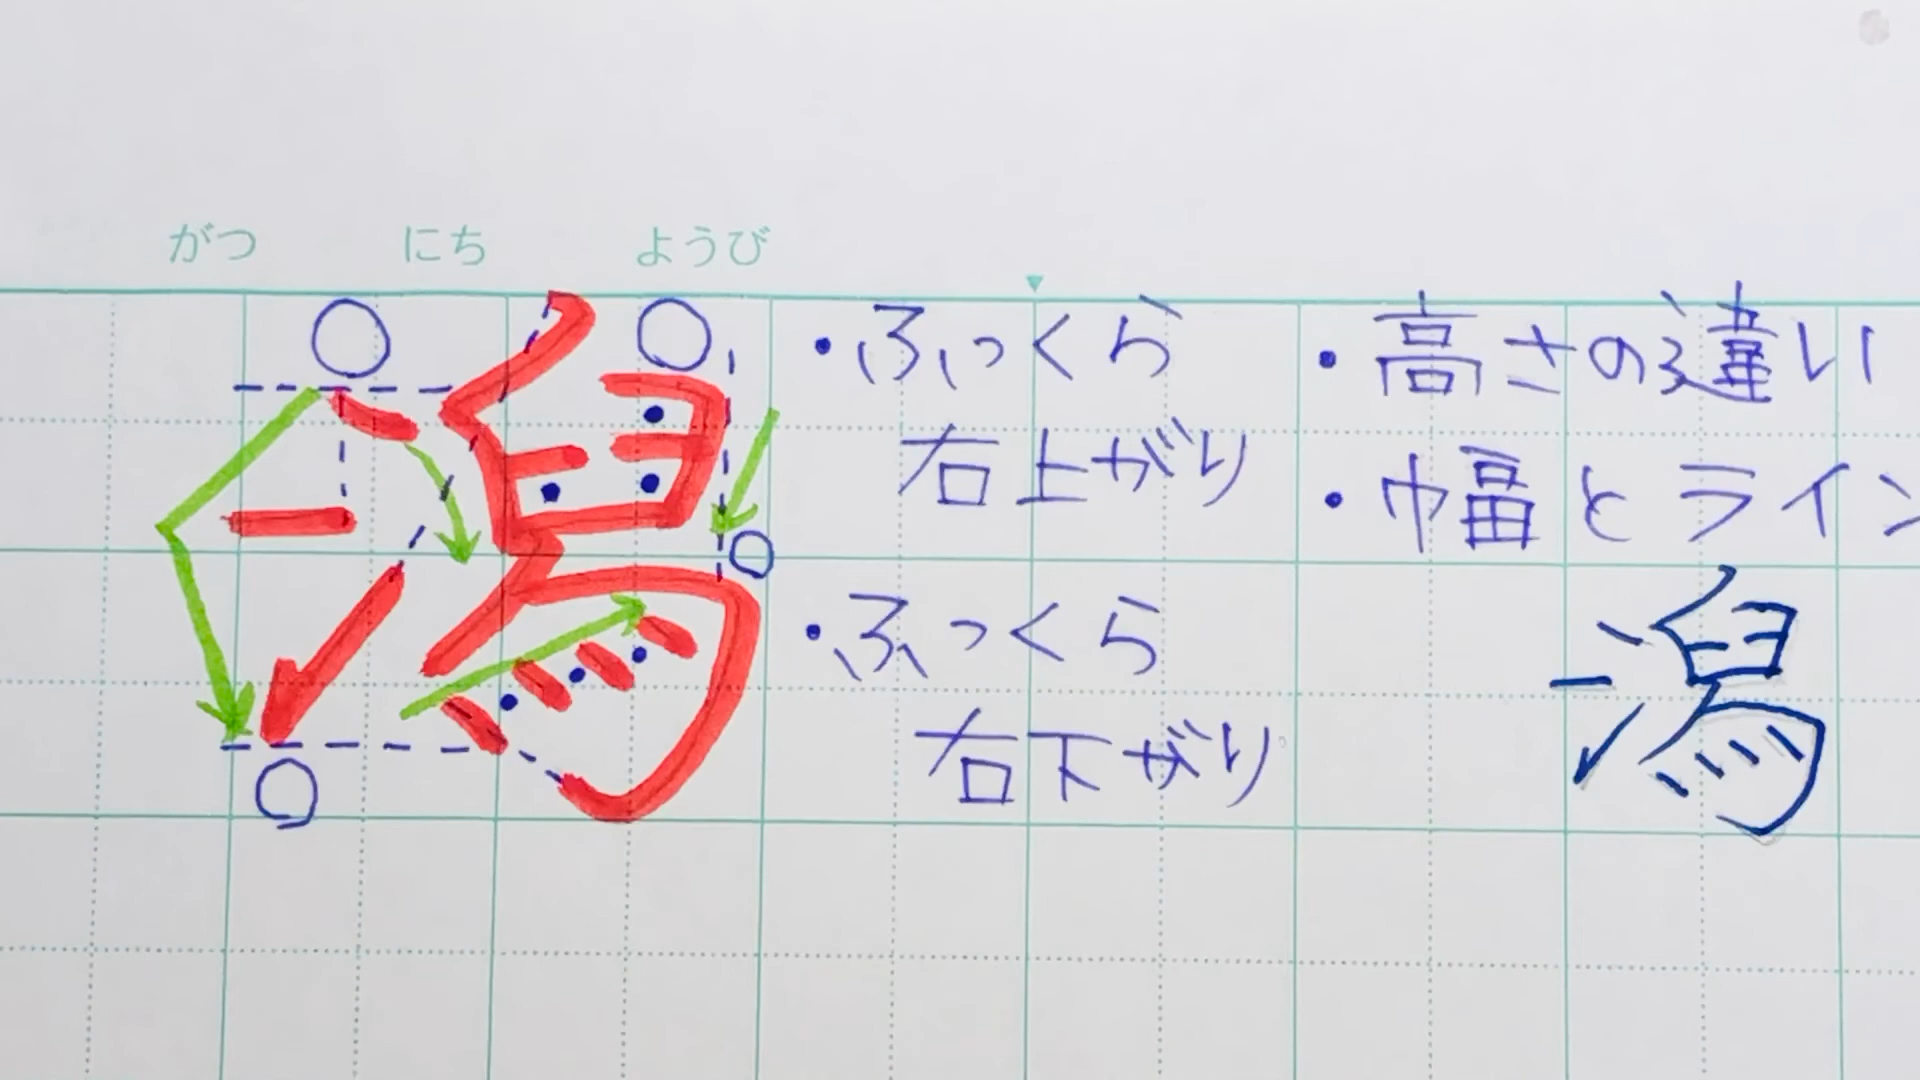 がつ にち ようび
潟
・ふっくら
右上がり
・ふっくら
右下がり
・高さの違い
・巾幅とライン
潟